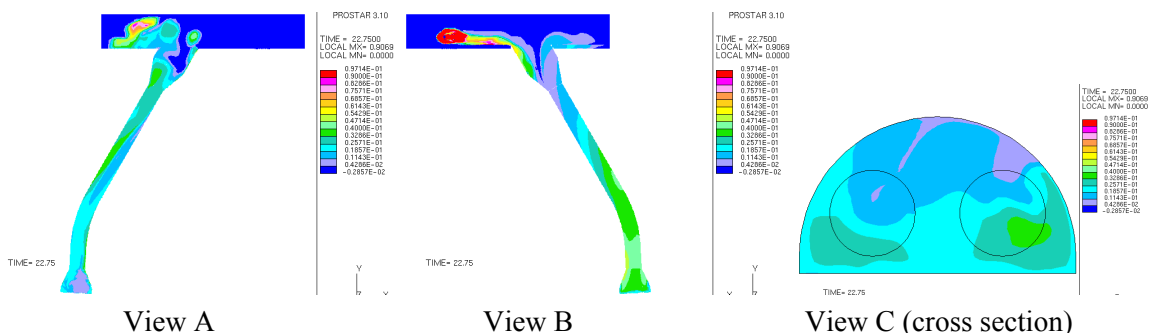 PROSTAR 3.10
TIME = 22.7500
LOCAL MX= 0.9069
LOCAL MN= 0.0000
0.9714E-01
0.9000E-01
0.8286E-01
0.7571E-01
0.6857E-01
0.6143E-01
0.5429E-01
0.4714E-01
0.4000E-01
0.3286E-01
0.2571E-01
0.1857E-01
0.1143E-01
0.4286E-02
-0.2857E-02
TIME= 22.75
Y
X
View A
PROSTAR 3.10
TIME = 22.7500
LOCAL MX= 0.9069
LOCAL MN= 0.0000
0.9714E-01
0.9000E-01
0.8286E-01
0.7571E-01
0.6857E-01
0.6143E-01
0.5429E-01
0.4714E-01
0.4000E-01
0.3286E-01
0.2571E-01
0.1857E-01
0.1143E-01
0.4286E-02
-0.2857E-02
TIME= 22.75
Y
View B
TIME = 22.7500
LOCAL MX= 0.9069
LOCAL MN= 0.0000
0.9714E-01
0.9000E-01
0.8286E-01
0.7571E-01
0.6857E-01
0.6143E-01
0.5429E-01
0.4714E-01
0.4000E-01
0.3286E-01
0.2571E-01
0.1857E-01
0.1143E-01
0.4286E-02
-0.2857E-02
TIME= 22.75
View C (cross section)